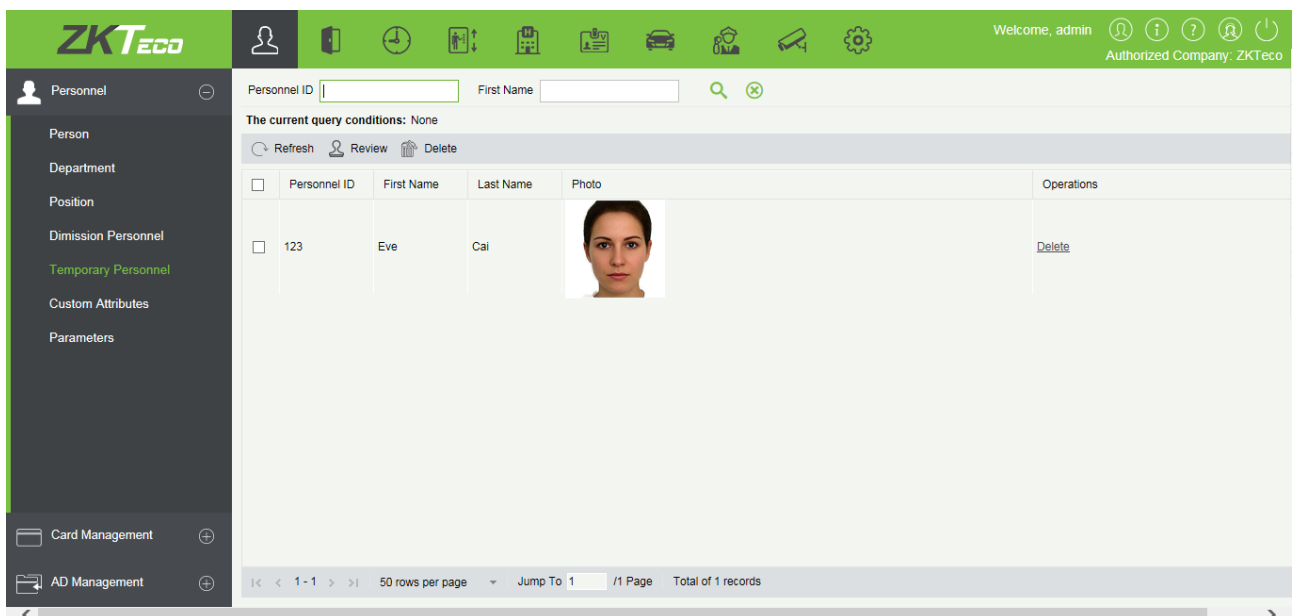 ZKTeco
Welcome, admin
Authorized Company: ZKTeco
Personnel
Person
Department
Position
Dimission Personnel
Temporary Personnel
Custom Attributes
Parameters
Card Management
AD Management
Personnel ID First Name
The current query conditions: None
Refresh Review Delete
Personnel ID First Name Last Name Photo Operations
123 Eve Cai Delete
1-1 50 rows per page Jump To 1 /1 Page Total of 1 records